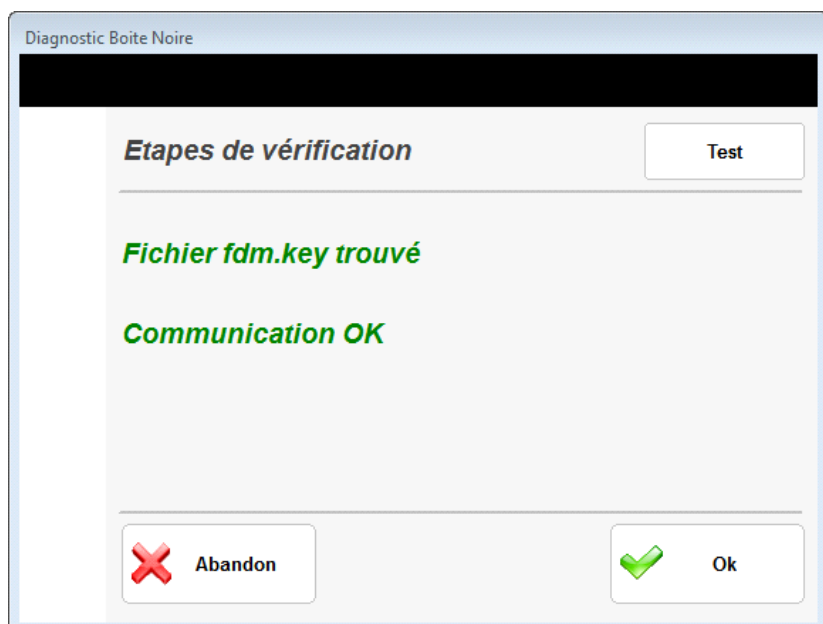 Diagnostic Boite Noire
Etapes de vérification
Test
Fichier fdm.key trouvé
Communication OK
Abandon
Ok